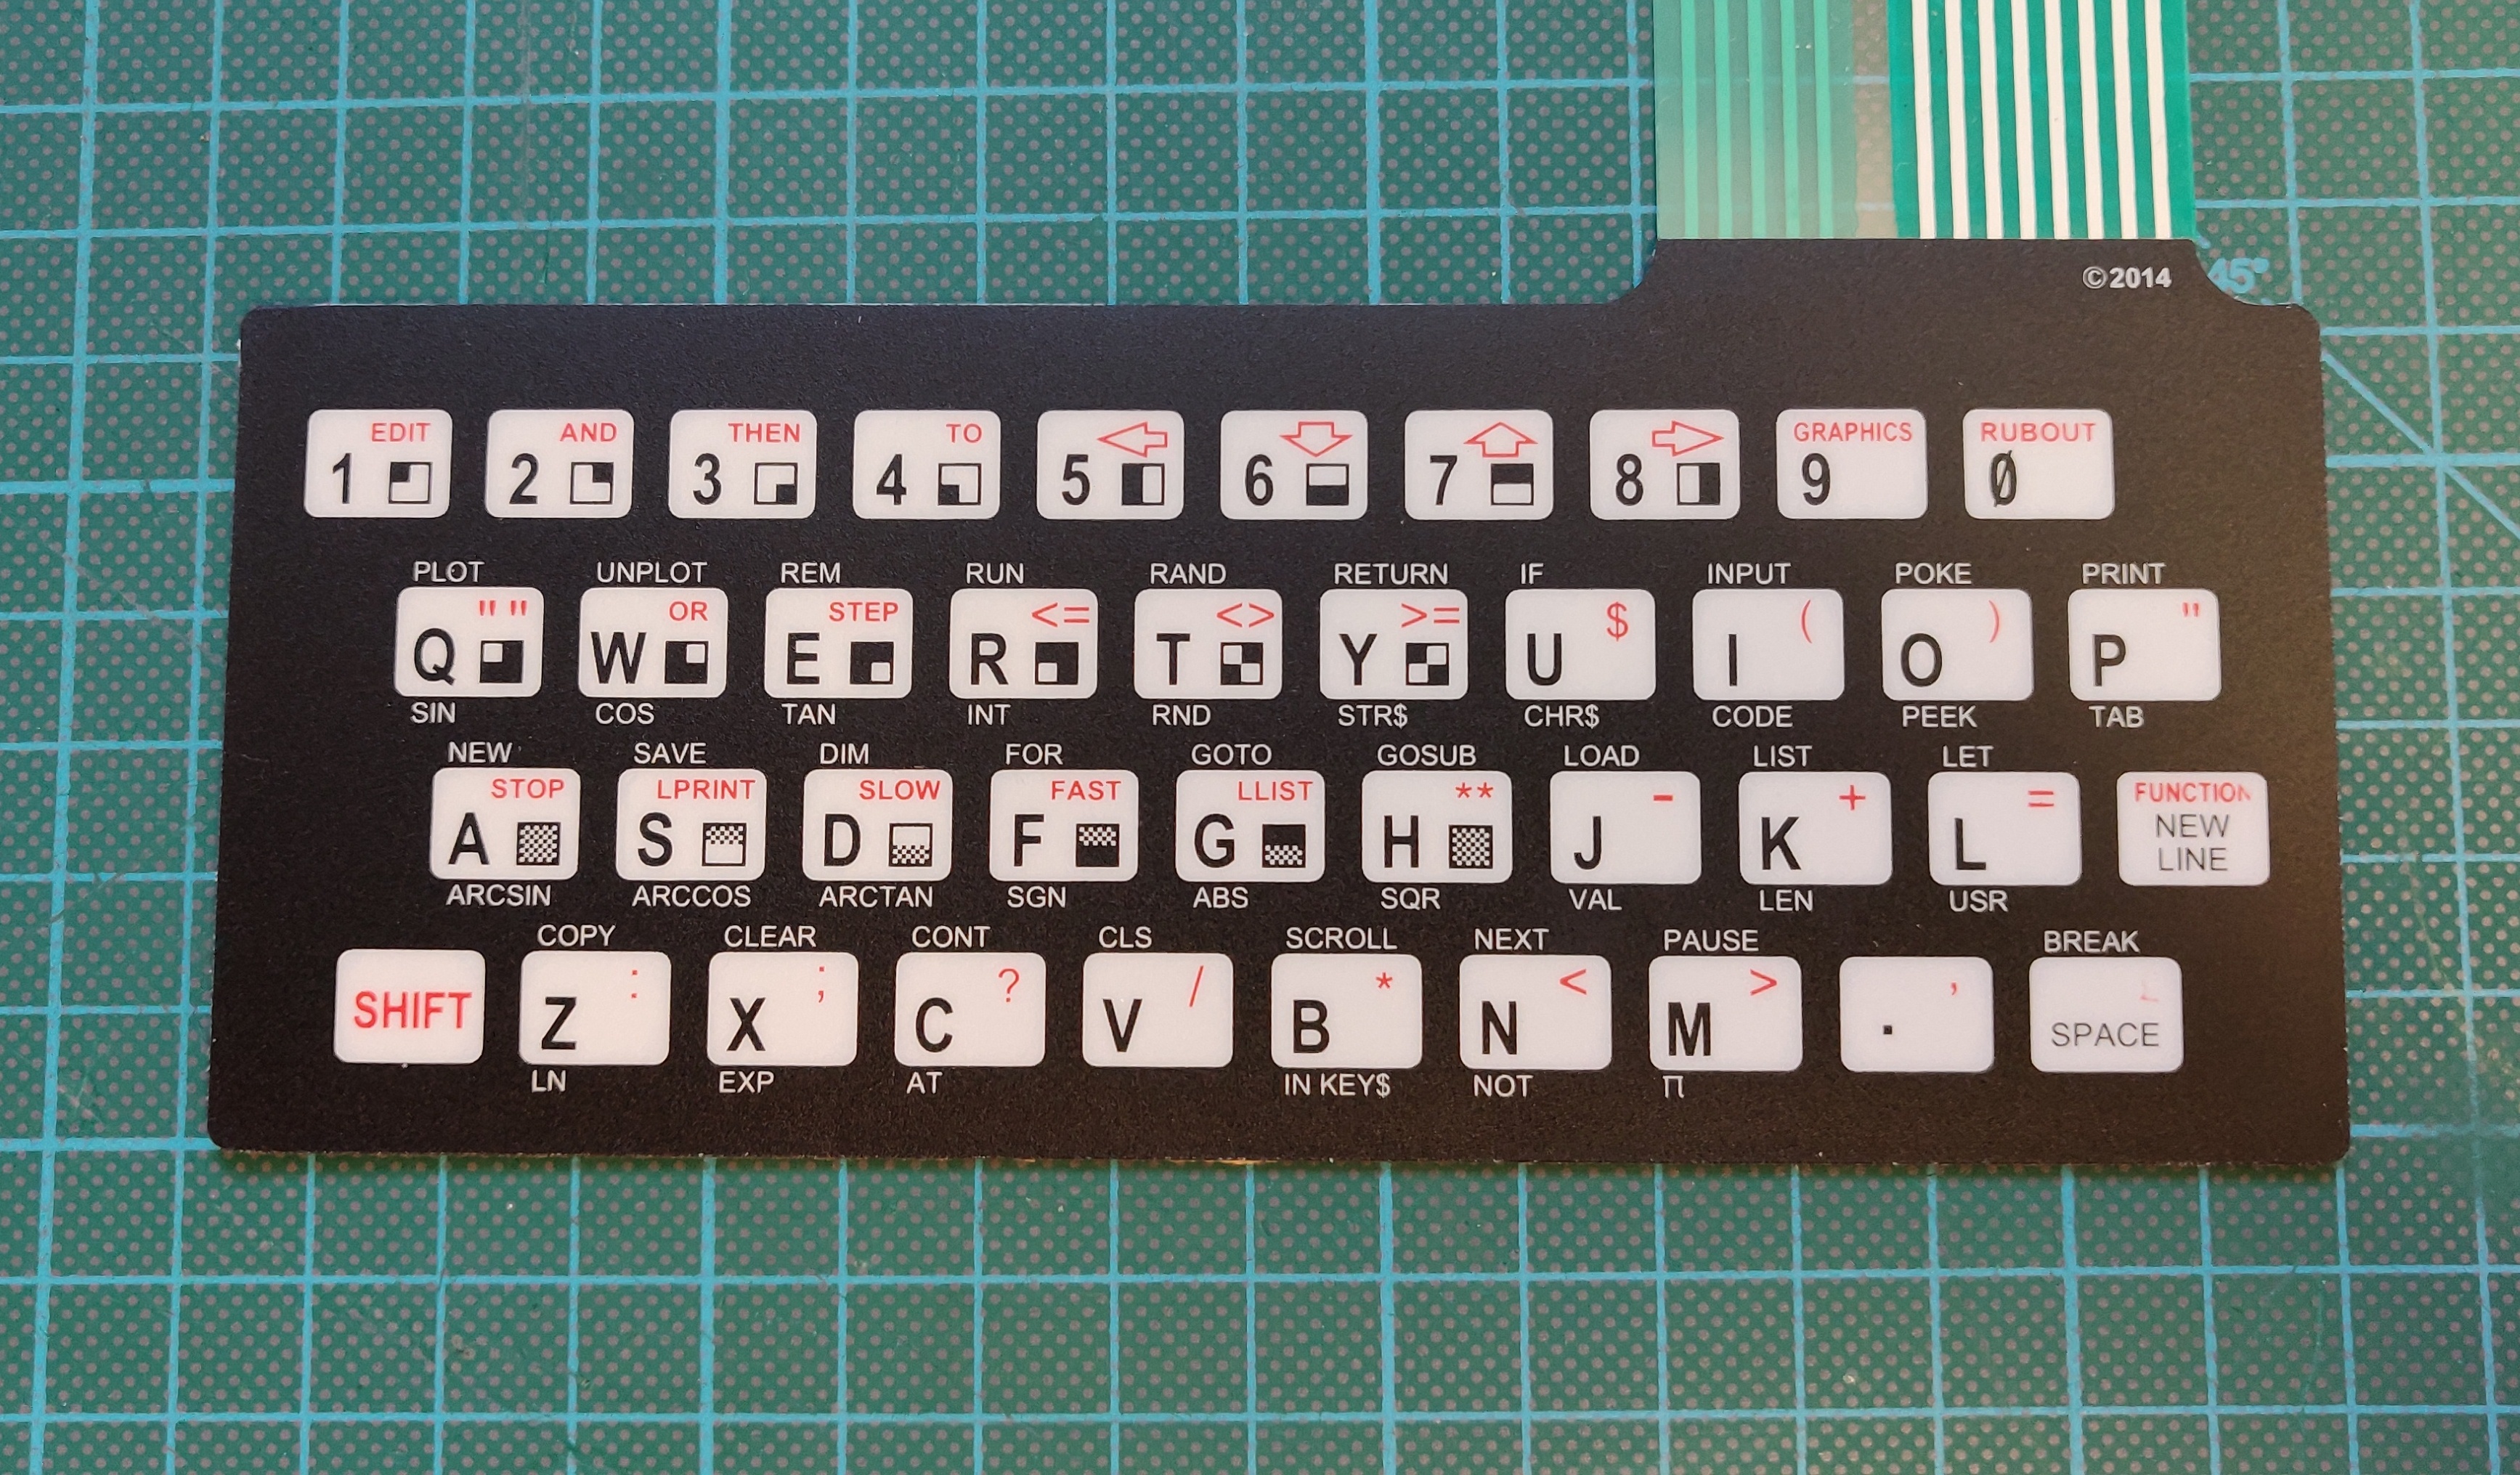 ©2014
45°
EDIT AND THEN TO GRAPHICS RUBOUT
1 2 3 4 5 6 7 8 9 0
PLOT UNPLOT REM RUN RAND RETURN IF INPUT POKE PRINT
" " OR STEP <= <> >= $ ( ) "
Q W E R T Y U I O P
SIN COS TAN INT RND STR$ CHR$ CODE PEEK TAB
NEW SAVE DIM FOR GOTO GOSUB LOAD LIST LET
STOP LPRINT SLOW FAST LLIST ** - + = FUNCTION
A S D F G H J K L NEW
LINE
ARCSIN ARCCOS ARCTAN SGN ABS SQR VAL LEN USR
COPY CLEAR CONT CLS SCROLL NEXT PAUSE BREAK
: ; ? / * < > ,
SHIFT Z X C V B N M . SPACE
LN EXP AT IN KEY$ NOT π